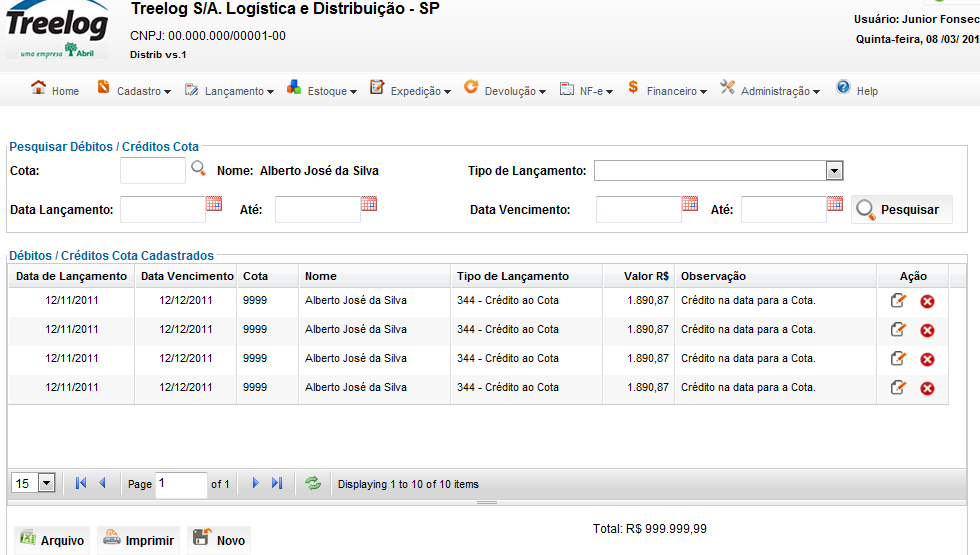 Treelog S/A. Logística e Distribuição - SP
Treelog
uma empresa Abril
CNPJ: 00.000.000/00001-00
Distrib vs.1
Usuário: Junior Fonsec
Quinta-feira, 08 /03/ 201
Home Cadastro Lançamento Estoque Expedição Devolução NF-e Financeiro Administração Help
Pesquisar Débitos / Créditos Cota
Cota: Nome: Alberto José da Silva Tipo de Lançamento:
Data Lançamento: Até: Data Vencimento: Até: Pesquisar
Débitos / Créditos Cota Cadastrados
Data de Lançamento Data Vencimento Cota Nome Tipo de Lançamento Valor R$ Observação Ação
12/11/2011 12/12/2011 9999 Alberto José da Silva 344 - Crédito ao Cota 1.890,87 Crédito na data para a Cota.
12/11/2011 12/12/2011 9999 Alberto José da Silva 344 - Crédito ao Cota 1.890,87 Crédito na data para a Cota.
12/11/2011 12/12/2011 9999 Alberto José da Silva 344 - Crédito ao Cota 1.890,87 Crédito na data para a Cota.
12/11/2011 12/12/2011 9999 Alberto José da Silva 344 - Crédito ao Cota 1.890,87 Crédito na data para a Cota.
15 Page 1 of 1 Displaying 1 to 10 of 10 items
Total: R$ 999.999,99
Arquivo Imprimir Novo